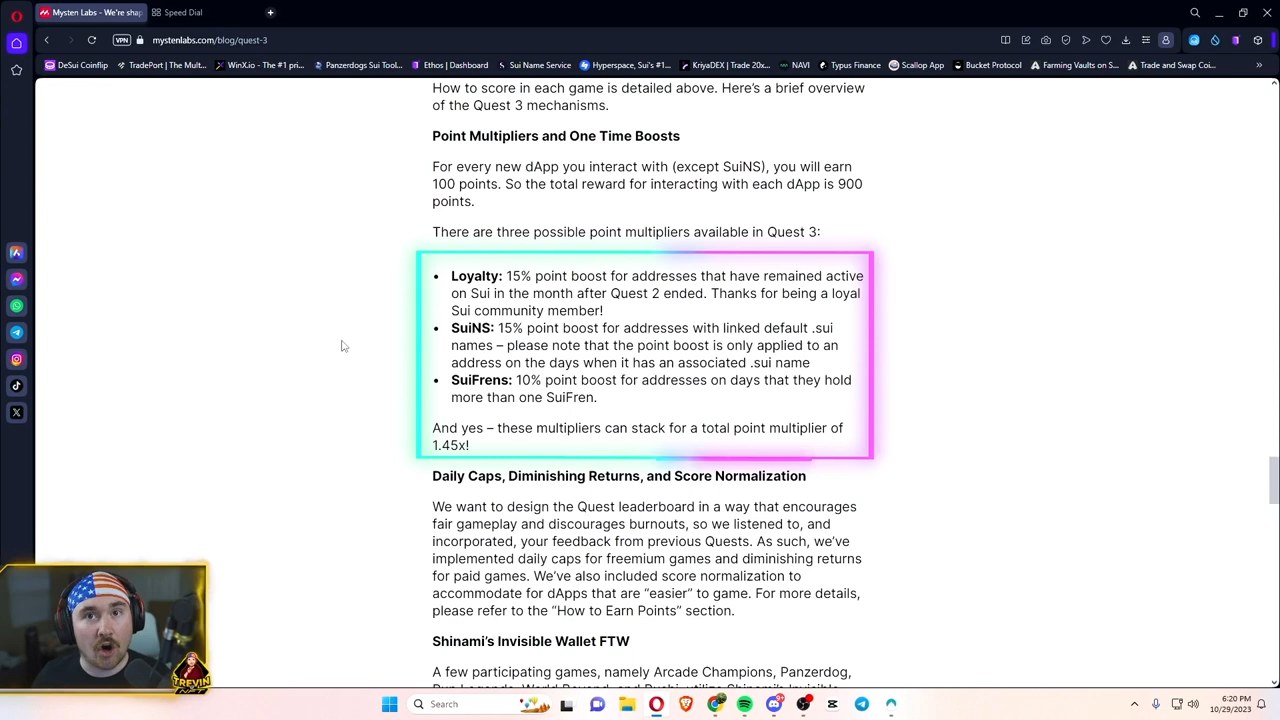 Mysten Labs - We're shap
Speed Dial
VPN
mystenlabs.com/blog/quest-3
DeSui Coinflip
TradePort | The Mult...
WinX.io - The #1 pri...
Panzerdogs Sui Tool...
Ethos | Dashboard
Sui Name Service
Hyperspace, Sui's #1...
KriyaDEX | Trade 20x...
NAVI
Typus Finance
Scallop App
Bucket Protocol
Farming Vaults on S...
Trade and Swap Co...
How to score in each game is detailed above. Here's a brief overview
of the Quest 3 mechanisms.
Point Multipliers and One Time Boosts
For every new dApp you interact with (except SuiNS), you will earn
100 points. So the total reward for interacting with each dApp is 900
points.
There are three possible point multipliers available in Quest 3:
• Loyalty: 15% point boost for addresses that have remained active
on Sui in the month after Quest 2 ended. Thanks for being a loyal
Sui community member!
• SuiNS: 15% point boost for addresses with linked default .sui
names – please note that the point boost is only applied to an
address on the days when it has an associated .sui name
• SuiFrens: 10% point boost for addresses on days that they hold
more than one SuiFren.
And yes – these multipliers can stack for a total point multiplier of
1.45x!
Daily Caps, Diminishing Returns, and Score Normalization
We want to design the Quest leaderboard in a way that encourages
fair gameplay and discourages burnouts, so we listened to, and
incorporated, your feedback from previous Quests. As such, we've
implemented daily caps for freemium games and diminishing returns
for paid games. We've also included score normalization to
accommodate for dApps that are “easier” to game. For more details,
please refer to the “How to Earn Points” section.
Shinami's Invisible Wallet FTW
A few participating games, namely Arcade Champions, Panzerdog,
Run Legends, World Beyond, and Bushi, utilize Shinami's Invisible
TREVIN
NFT
Search
6:20 PM
10/29/2023